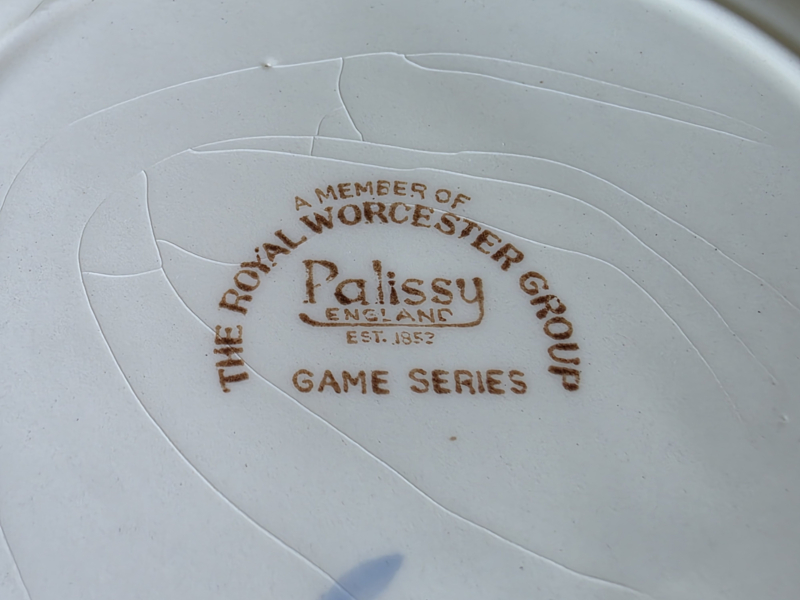 A MEMBER OF
THE ROYAL WORCESTER GROUP
Palissy
ENGLAND
EST. 1853
GAME SERIES